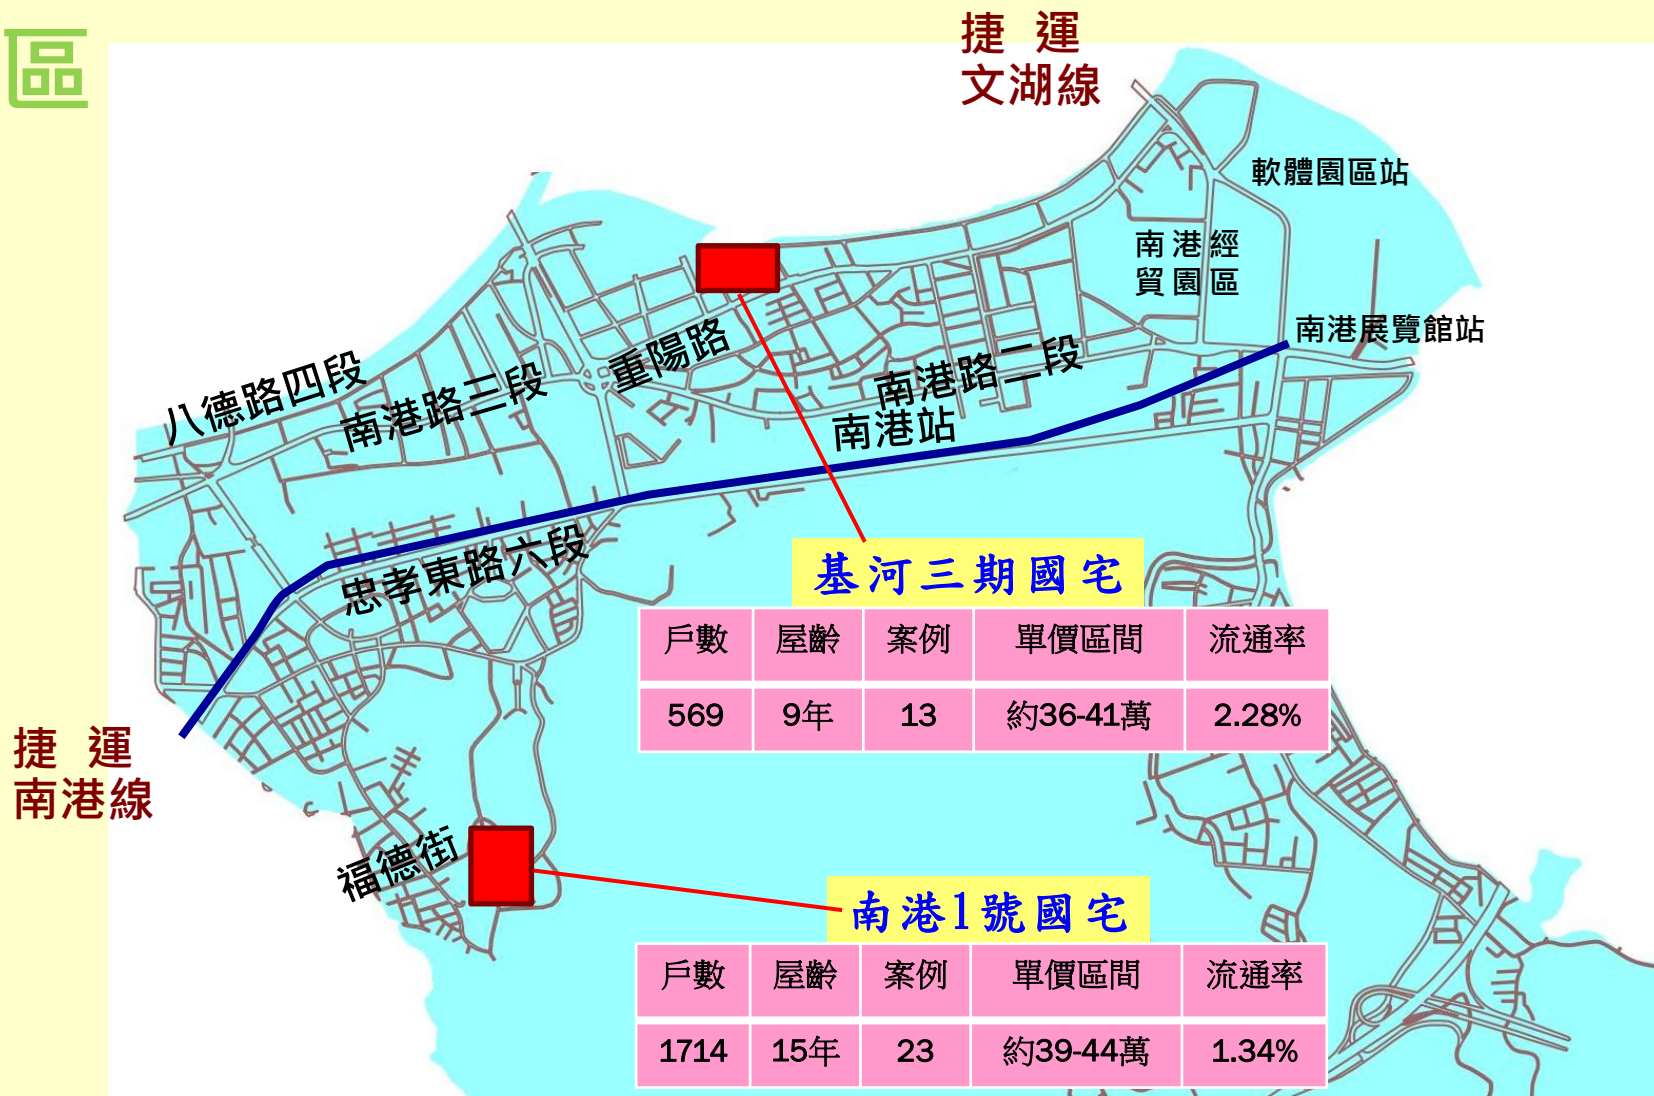 區
捷運
文湖線
軟體園區站
南港經
貿園區
南港展覽館站
八德路四段
南港路三段
重陽路
南港路二段
南港站
忠孝東路六段
基河三期國宅
戶數 屋齡 案例 單價區間 流通率
569 9年 13 約36-41萬 2.28%
捷運
南港線
福德街
南港1號國宅
戶數 屋齡 案例 單價區間 流通率
1714 15年 23 約39-44萬 1.34%